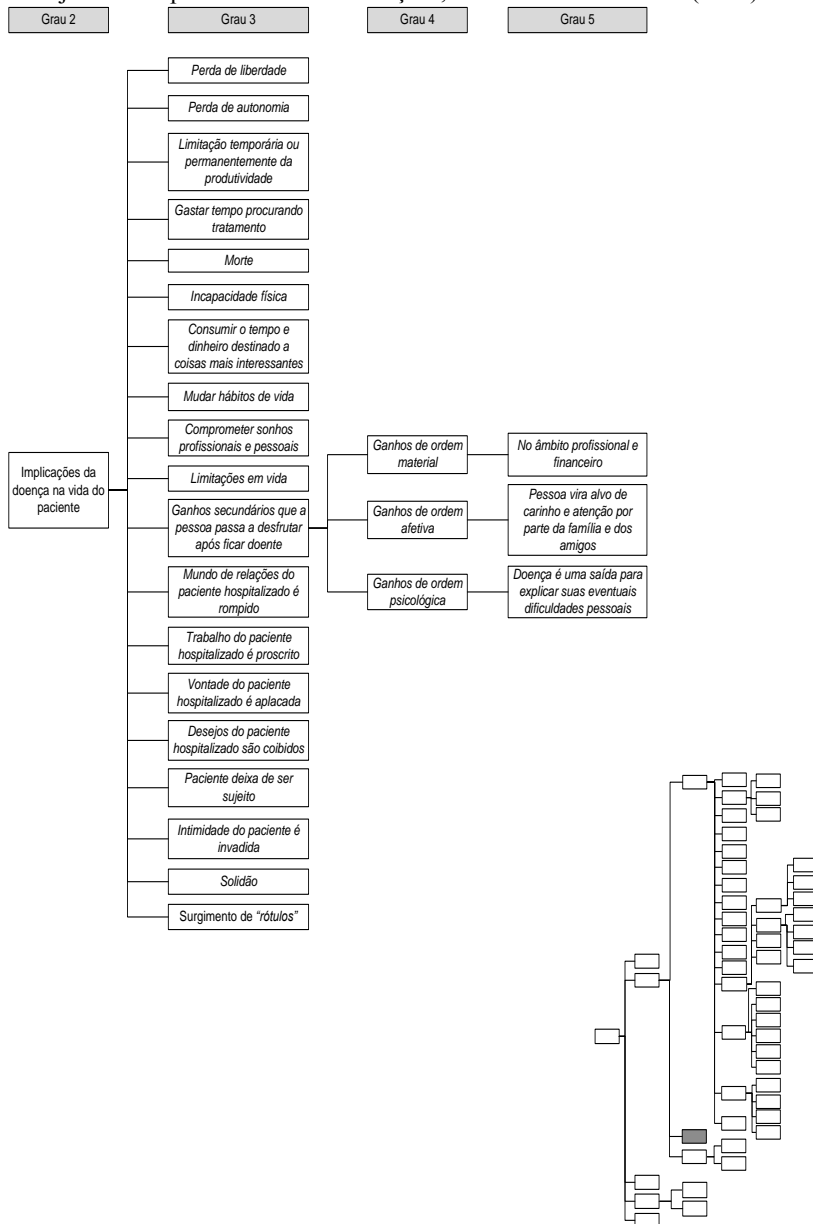 Grau 2
Grau 3
Grau 4
Grau 5
Perda de liberdade
Perda de autonomia
Limitação temporária ou
permanentemente da
produtividade
Gastar tempo procurando
tratamento
Morte
Incapacidade física
Consumir o tempo e
dinheiro destinado a
coisas mais interessantes
Mudar hábitos de vida
Comprometer sonhos
profissionais e pessoais
Limitações em vida
Implicações da
doença na vida do
paciente
Ganhos secundários que a
pessoa passa a desfrutar
após ficar doente
Ganhos de ordem
material
No âmbito profissional e
financeiro
Ganhos de ordem
afetiva
Pessoa vira alvo de
carinho e atenção por
parte da família e dos
amigos
Ganhos de ordem
psicológica
Doença é uma saída para
explicar suas eventuais
dificuldades pessoais
Mundo de relações do
paciente hospitalizado é
rompido
Trabalho do paciente
hospitalizado é proscrito
Vontade do paciente
hospitalizado é aplacada
Desejos do paciente
hospitalizado são coibidos
Paciente deixa de ser
sujeito
Intimidade do paciente é
invadida
Solidão
Surgimento de "rótulos"